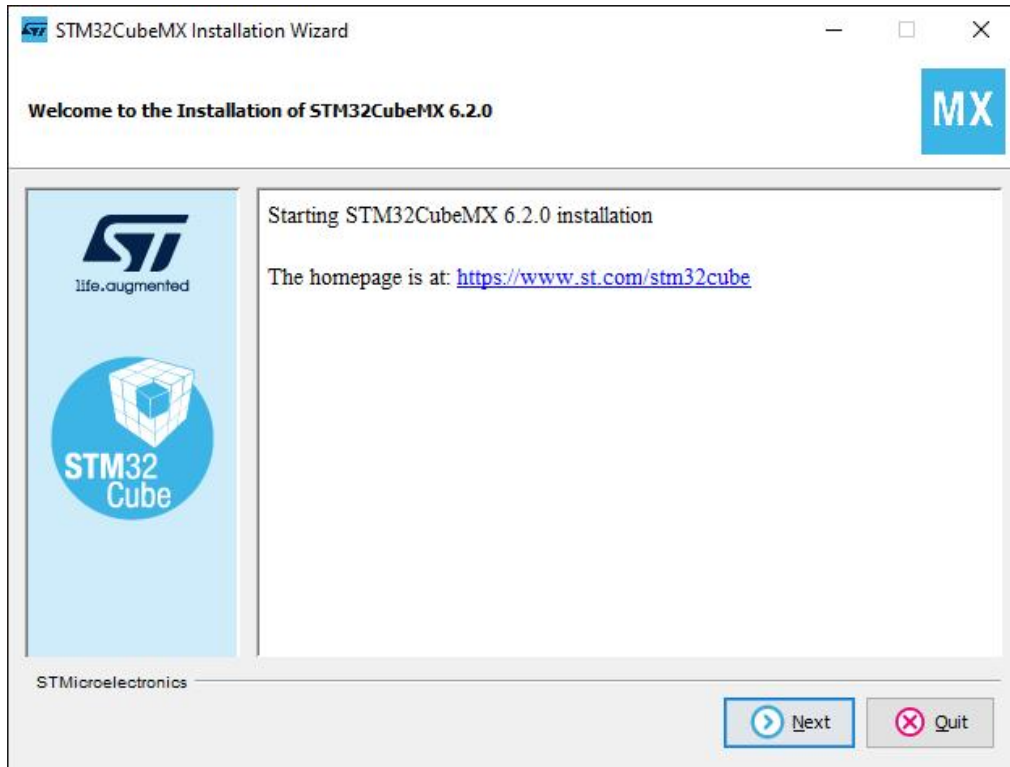 STM32CubeMX Installation Wizard
Welcome to the Installation of STM32CubeMX 6.2.0
MX
life.augmented
STM32
Cube
Starting STM32CubeMX 6.2.0 installation
The homepage is at: https://www.st.com/stm32cube
STMicroelectronics
Next
Quit